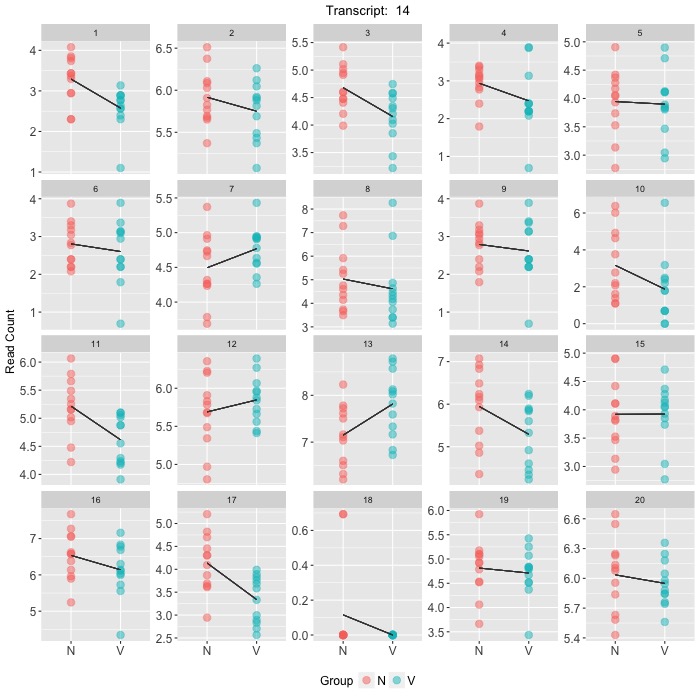 Transcript: 14
1 2 3 4 5
4 3 2 1
6.5 6.0 5.5
5.5 5.0 4.5 4.0 3.5
4 3 2 1
5.0 4.5 4.0 3.5 3.0
6 7 8 9 10
4 3 2 1
5.5 5.0 4.5 4.0
8 7 6 5 4 3
4 3 2 1
6 4 2 0
Read Count
11 12 13 14 15
6.0 5.5 5.0 4.5 4.0
6.0 5.5 5.0
8 7
7 6 5
5.0 4.5 4.0 3.5 3.0
16 17 18 19 20
7 6 5
5.0 4.5 4.0 3.5 3.0 2.5
0.6 0.4 0.2 0.0
6.0 5.5 5.0 4.5 4.0 3.5
6.6 6.3 6.0 5.7 5.4
N V N V N V N V N V
Group N V